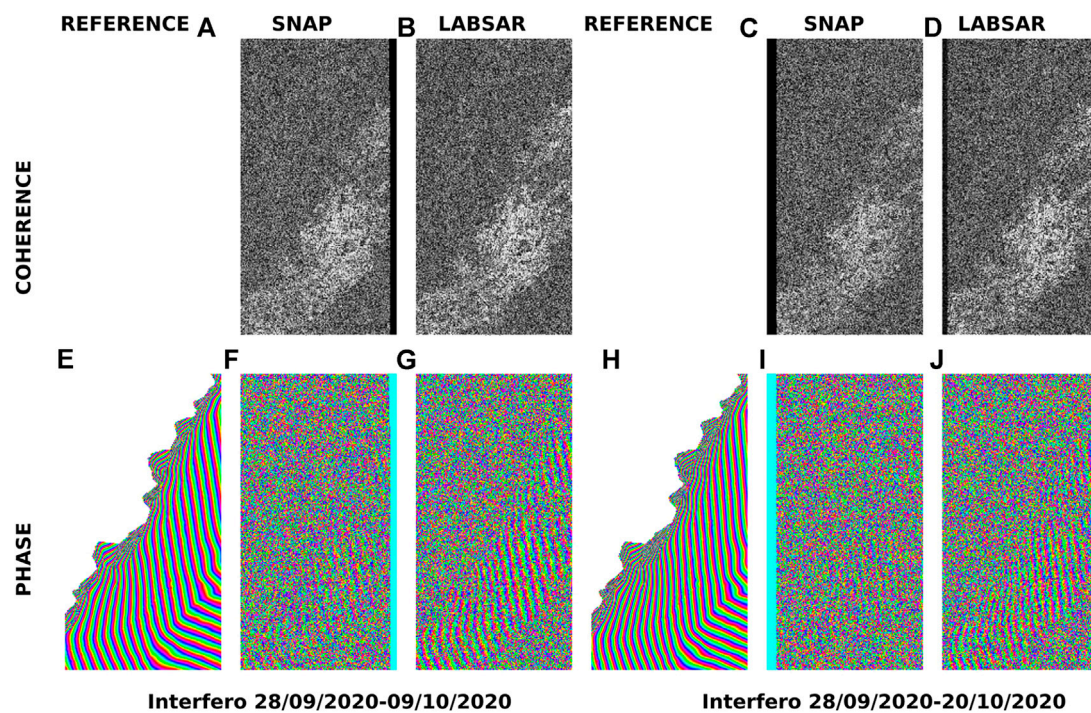 REFERENCE A SNAP B LABSAR REFERENCE C SNAP D LABSAR
COHERENCE
E F G H I J
PHASE
Interfero 28/09/2020-09/10/2020 Interfero 28/09/2020-20/10/2020